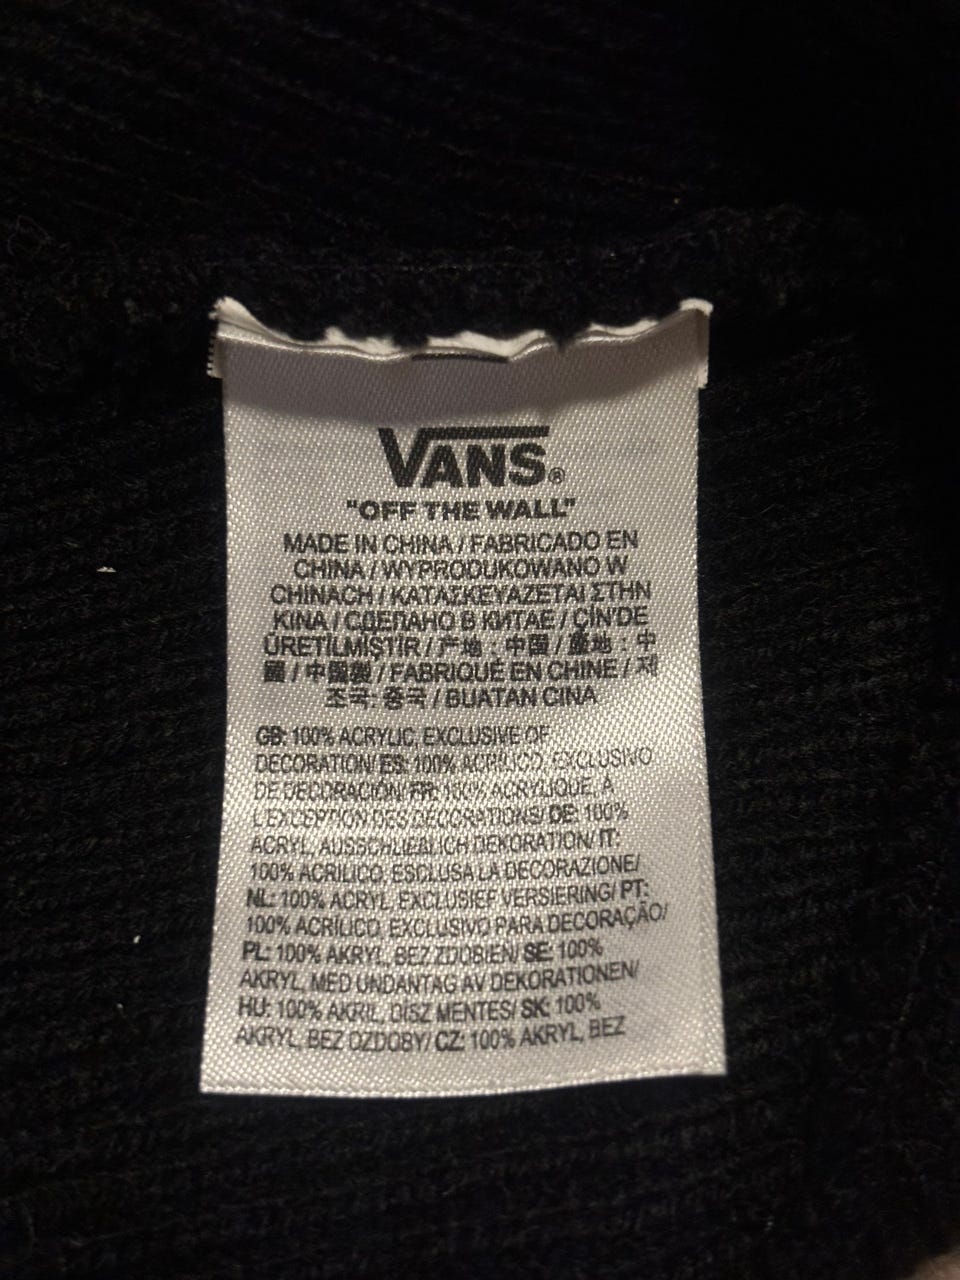 VANS®
"OFF THE WALL"
MADE IN CHINA / FABRICADO EN
CHINA / WYPRODUKOWANO W
CHINACH / ΚΑΤΑΣΚΕΥΑΖΕΤΑΙ ΣΤΗΝ
ΚΙΝΑ / СДЕЛАНО В КИТАЕ / ÇİN'DE
ÜRETİLMİŞTİR / 产地 : 中国 / 產地 : 中
國 / 中国製 / FABRIQUÉ EN CHINE / 제
조국: 중국 / BUATAN CINA
GB: 100% ACRYLIC, EXCLUSIVE OF
DECORATION/ ES: 100% ACRÍLICO, EXCLUSIVO
DE DECORACIÓN/ FR: 100% ACRYLIQUE, À
L'EXCEPTION DES DÉCORATIONS/ DE: 100%
ACRYL, AUSSCHLIEßLICH DEKORATION/ IT:
100% ACRILICO, ESCLUSA LA DECORAZIONE/
NL: 100% ACRYL, EXCLUSIEF VERSIERING/ PT:
100% ACRÍLICO, EXCLUSIVO PARA DECORAÇÃO/
PL: 100% AKRYL, BEZ ZDOBIEŃ/ SE: 100%
AKRYL, MED UNDANTAG AV DEKORATIONEN/
HU: 100% AKRIL, DÍSZ MENTES/ SK: 100%
AKRYL, BEZ OZDOBY/ CZ: 100% AKRYL, BEZ